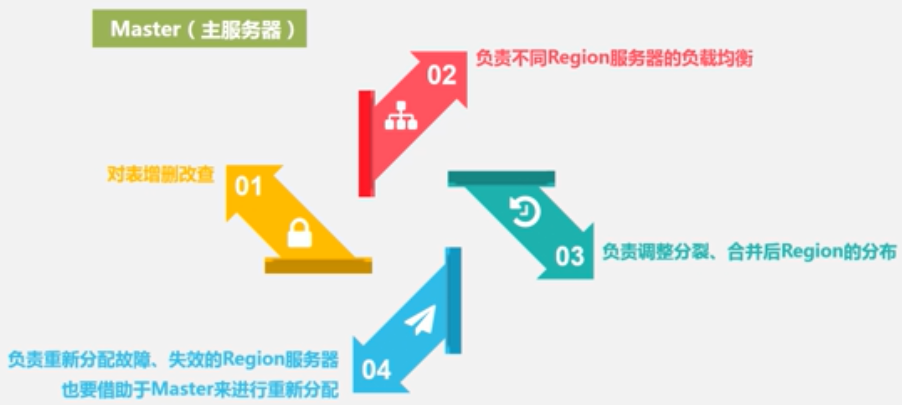 Master（主服务器）
01
对表增删改查
02
负责不同Region服务器的负载均衡
03
负责调整分裂、合并后Region的分布
04
负责重新分配故障、失效的Region服务器
也要借助于Master来进行重新分配